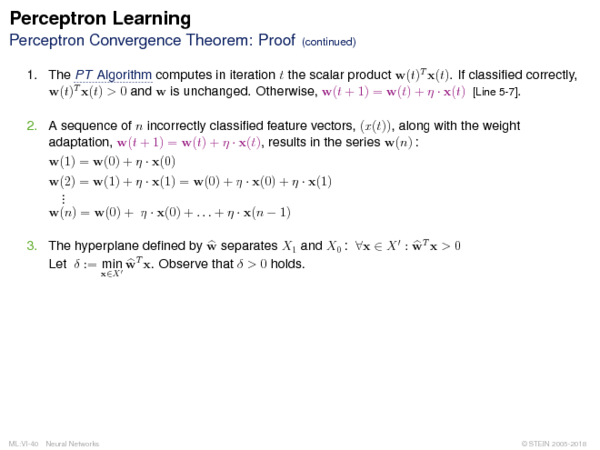 Perceptron Learning
Perceptron Convergence Theorem: Proof (continued)
1. The PT Algorithm computes in iteration t the scalar product w(t)ᵀx(t). If classified correctly,
w(t)ᵀx(t) > 0 and w is unchanged. Otherwise, w(t + 1) = w(t) + η · x(t) [Line 5-7].
2. A sequence of n incorrectly classified feature vectors, (x(t)), along with the weight
adaptation, w(t + 1) = w(t) + η · x(t), results in the series w(n) :
w(1) = w(0) + η · x(0)
w(2) = w(1) + η · x(1) = w(0) + η · x(0) + η · x(1)
⋮
w(n) = w(0) + η · x(0) + . . . + η · x(n − 1)
3. The hyperplane defined by ŵ separates X₁ and X₀ : ∀x ∈ X′ : ŵᵀx > 0
Let δ := min ŵᵀx. Observe that δ > 0 holds.
x∈X′
ML:VI-40 Neural Networks
© STEIN 2005-2018